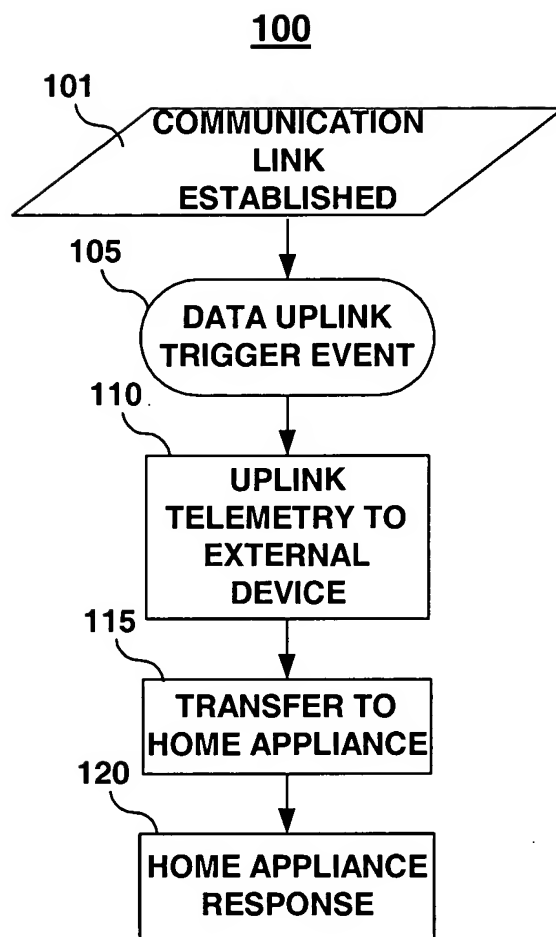 100
101
COMMUNICATION
LINK
ESTABLISHED
105
DATA UPLINK
TRIGGER EVENT
110
UPLINK
TELEMETRY TO
EXTERNAL
DEVICE
115
TRANSFER TO
HOME APPLIANCE
120
HOME APPLIANCE
RESPONSE